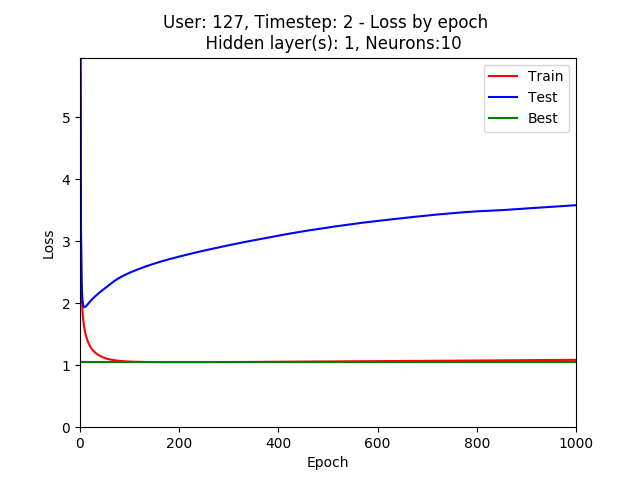 User: 127, Timestep: 2 - Loss by epoch
Hidden layer(s): 1, Neurons:10
Train
Test
Best
5
4
3
2
1
0
Loss
0 200 400 600 800 1000
Epoch